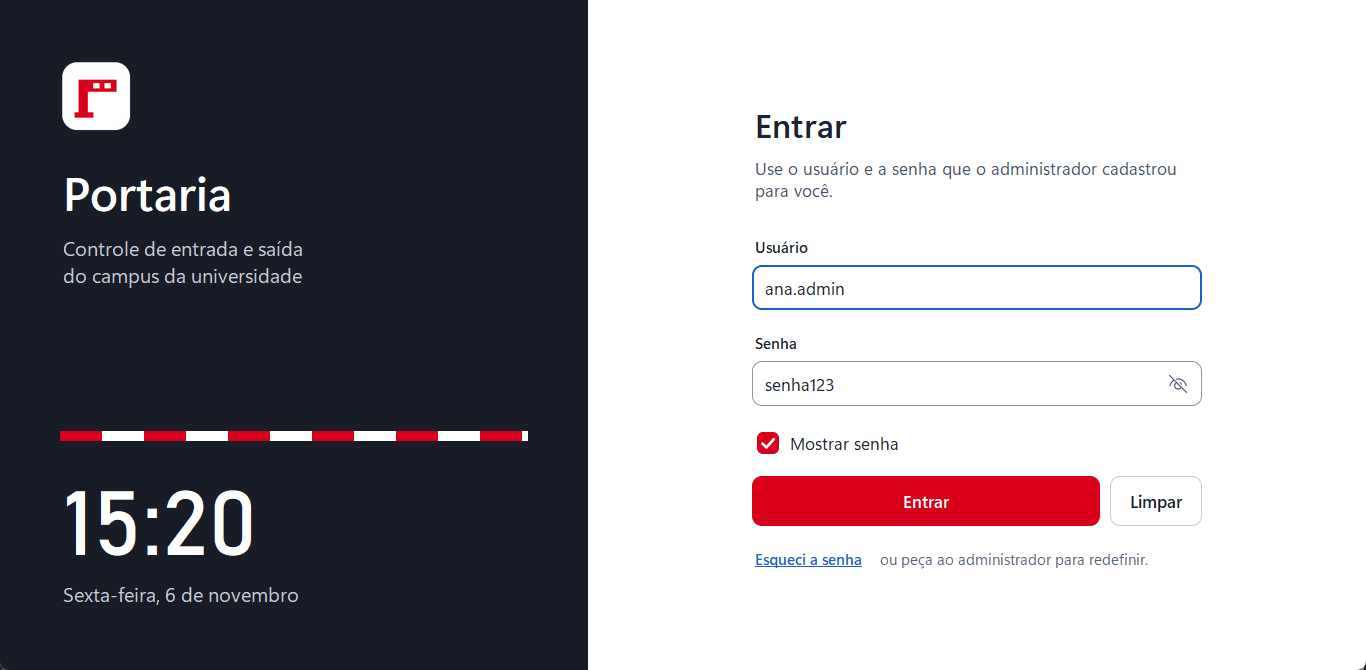 Portaria
Controle de entrada e saída
do campus da universidade
15:20
Sexta-feira, 6 de novembro
Entrar
Use o usuário e a senha que o administrador cadastrou
para você.
Usuário
ana.admin
Senha
senha123
Mostrar senha
Entrar
Limpar
Esqueci a senha ou peça ao administrador para redefinir.